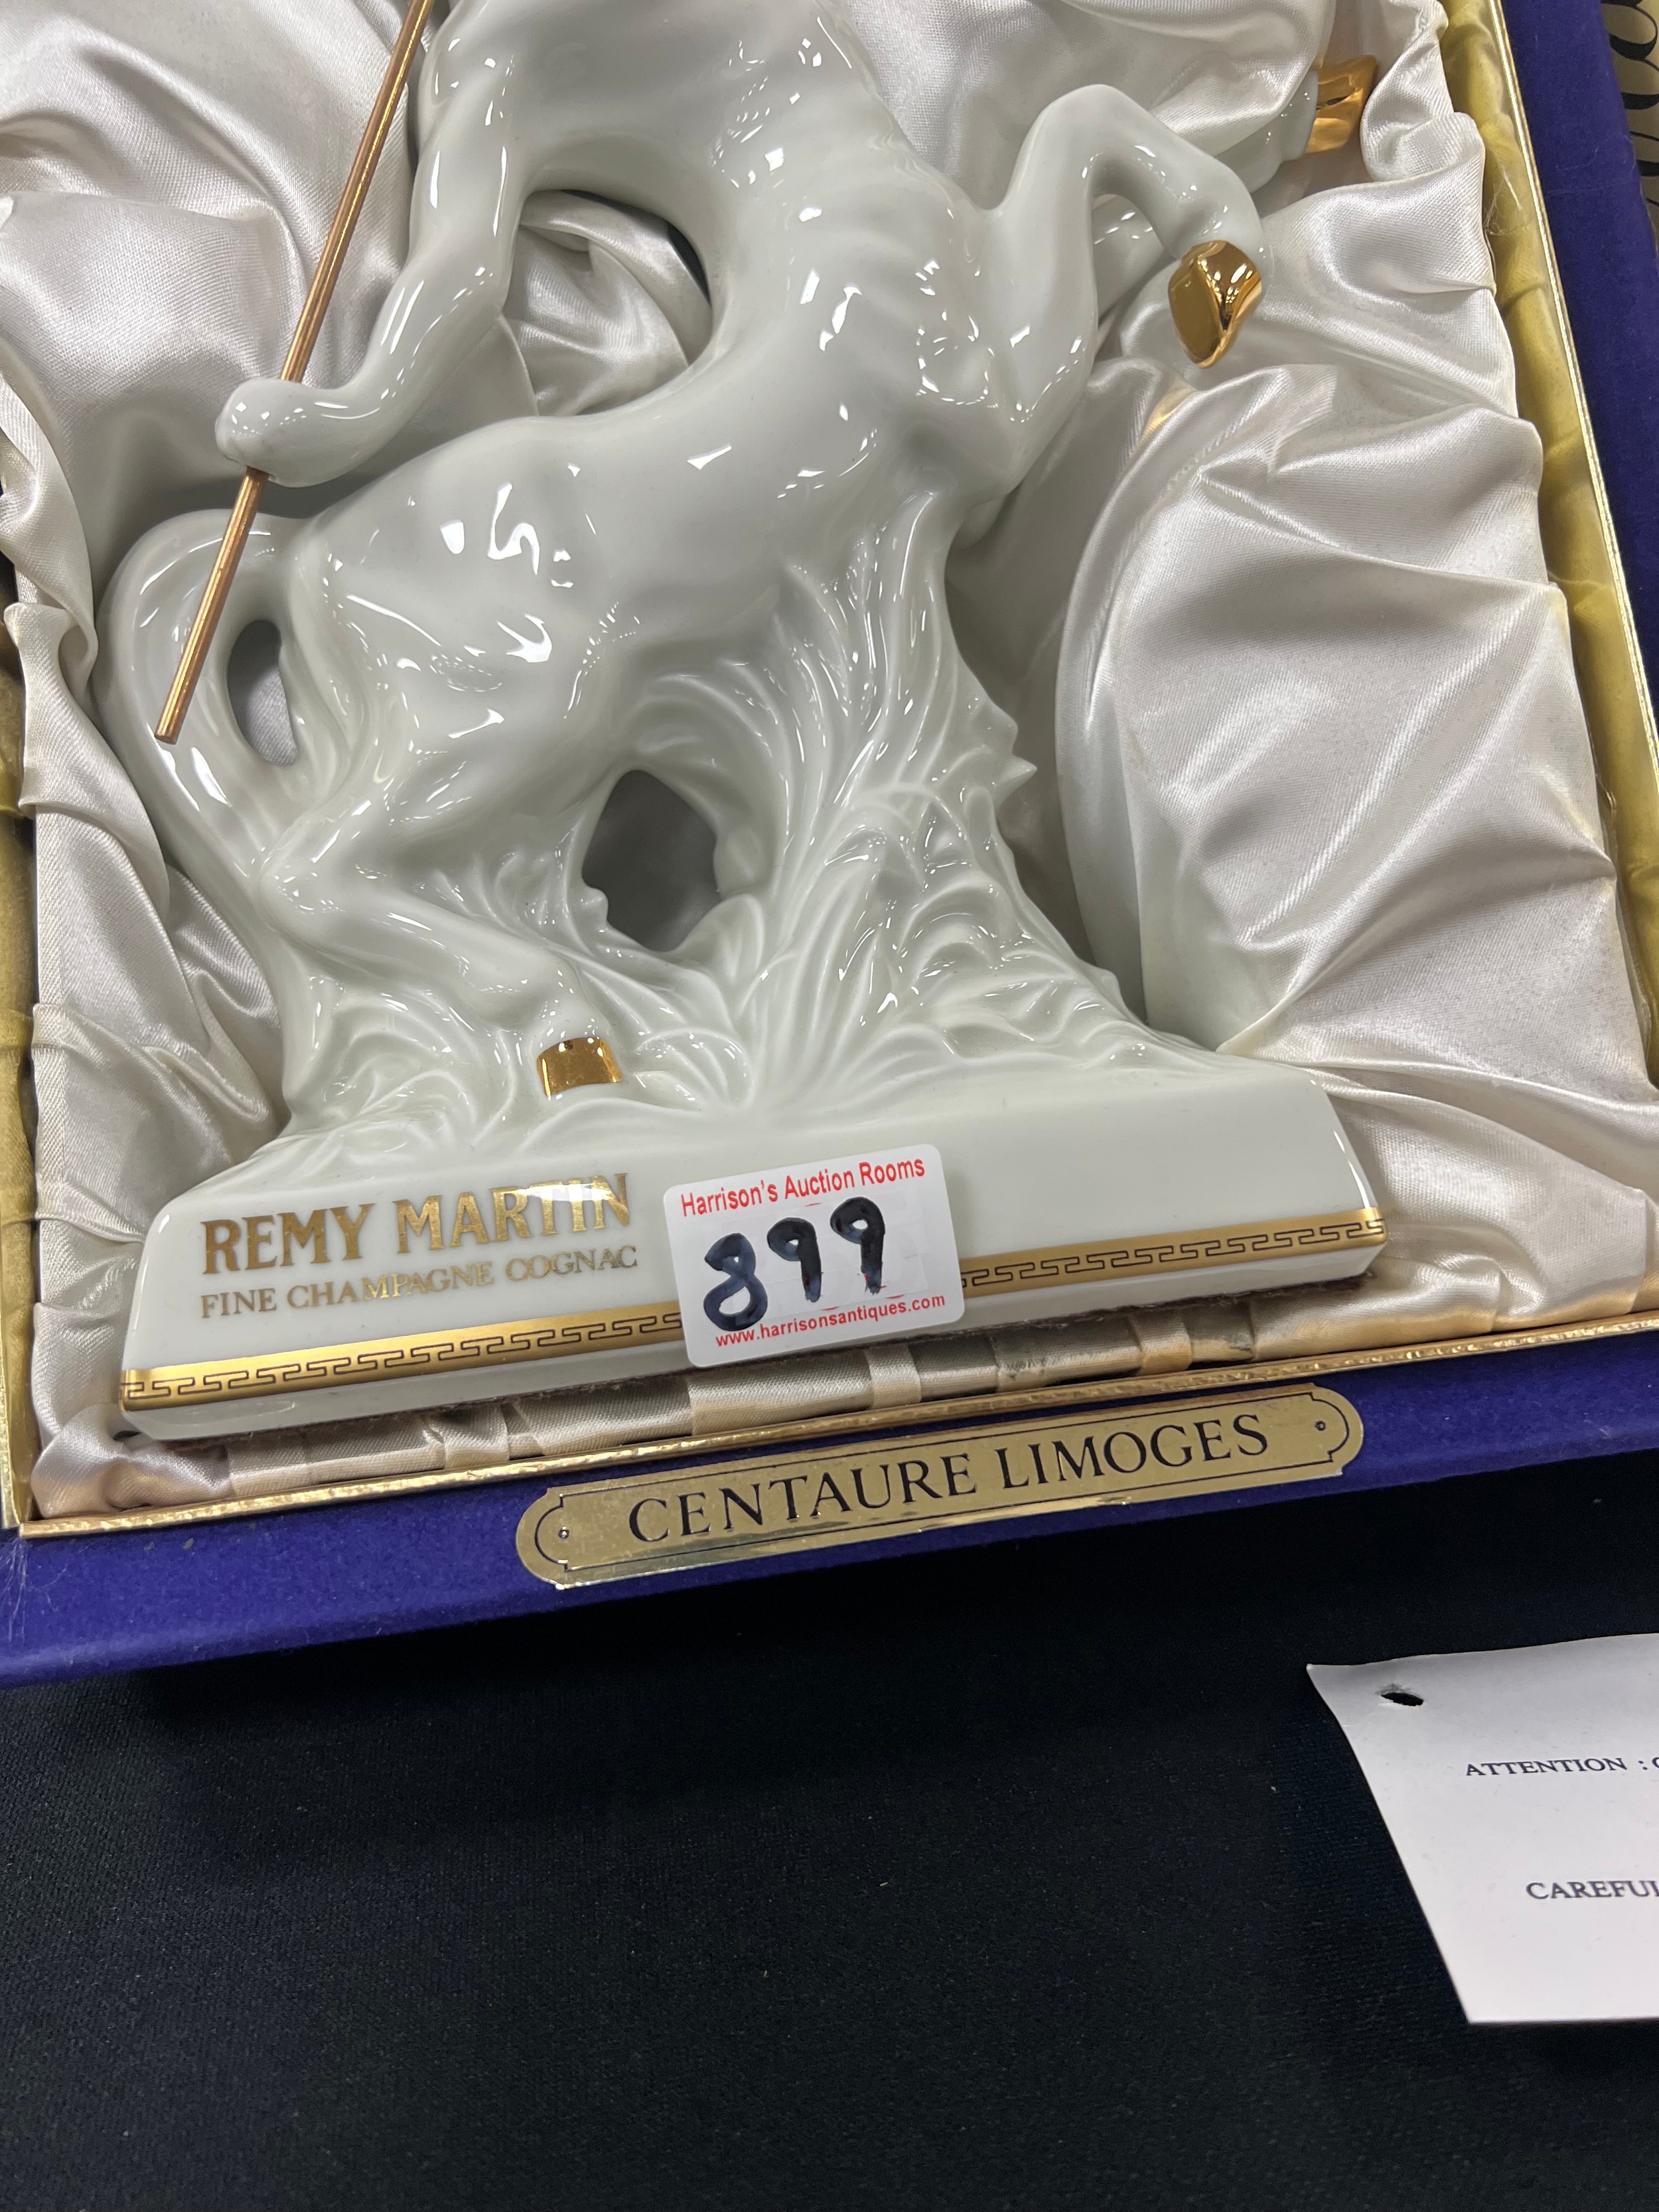 REMY MARTIN
FINE CHAMPAGNE COGNAC
Harrison's Auction Rooms
899
www.harrisonsantiques.com
CENTAURE LIMOGES
ATTENTION :
CAREFUL